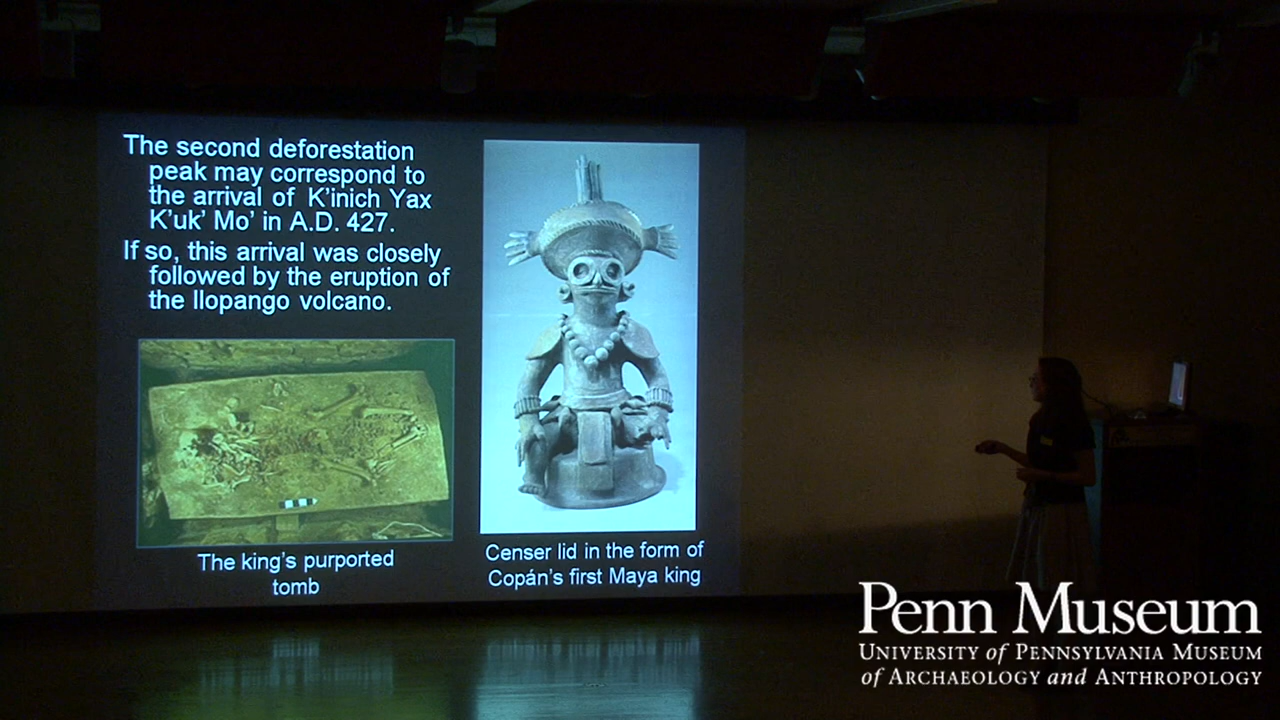 The second deforestation
peak may correspond to
the arrival of K'inich Yax
K'uk' Mo' in A.D. 427.
If so, this arrival was closely
followed by the eruption of
the Ilopango volcano.
The king's purported
tomb
Censer lid in the form of
Copán's first Maya king
Penn Museum
University of Pennsylvania Museum
of Archaeology and Anthropology